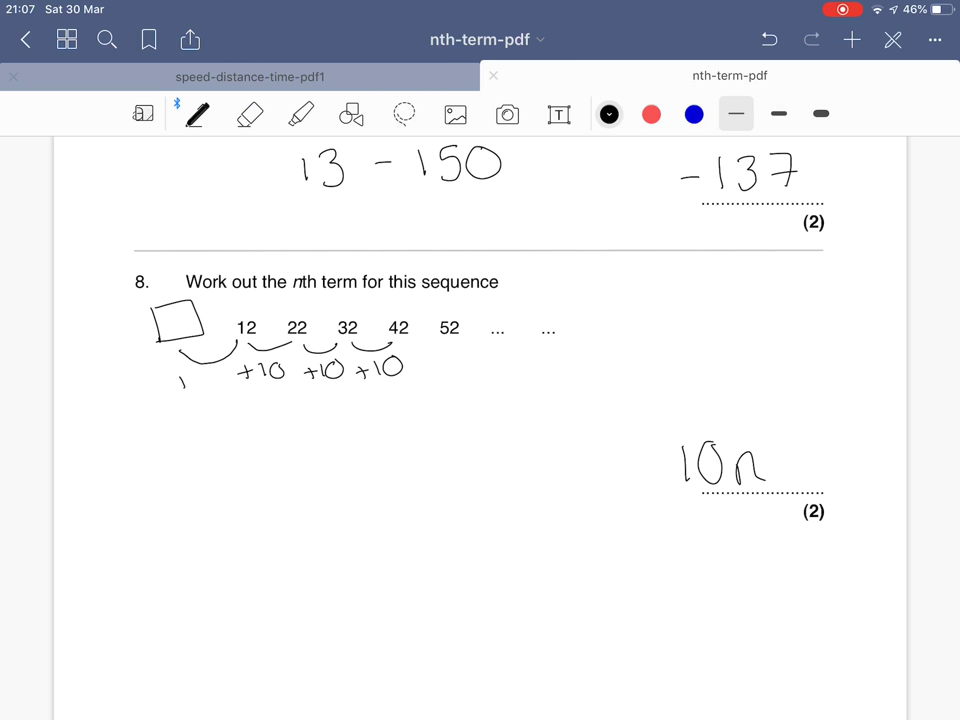 21:07 Sat 30 Mar 46%
nth-term-pdf
speed-distance-time-pdf1 nth-term-pdf
T
13 - 150 - 137
(2)
8. Work out the nth term for this sequence
12 22 32 42 52 ... ...
+10 +10 +10
10n
(2)